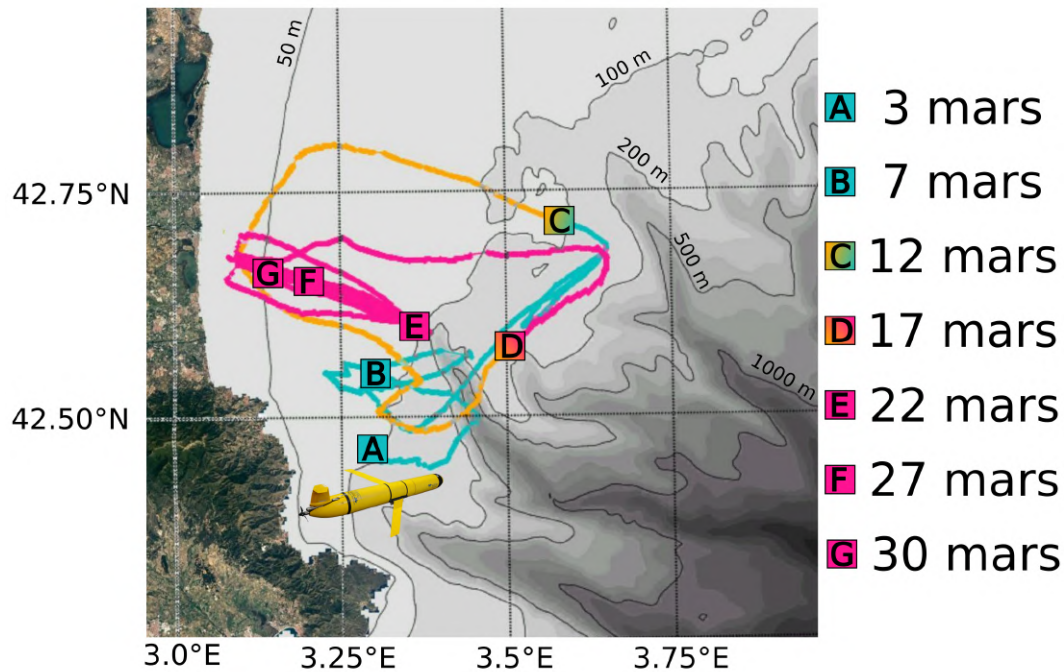 50 m
100 m
200 m
500 m
1000 m
42.75°N
42.50°N
3.0°E
3.25°E
3.5°E
3.75°E
A
B
C
D
E
F
G
A 3 mars
B 7 mars
C 12 mars
D 17 mars
E 22 mars
F 27 mars
G 30 mars